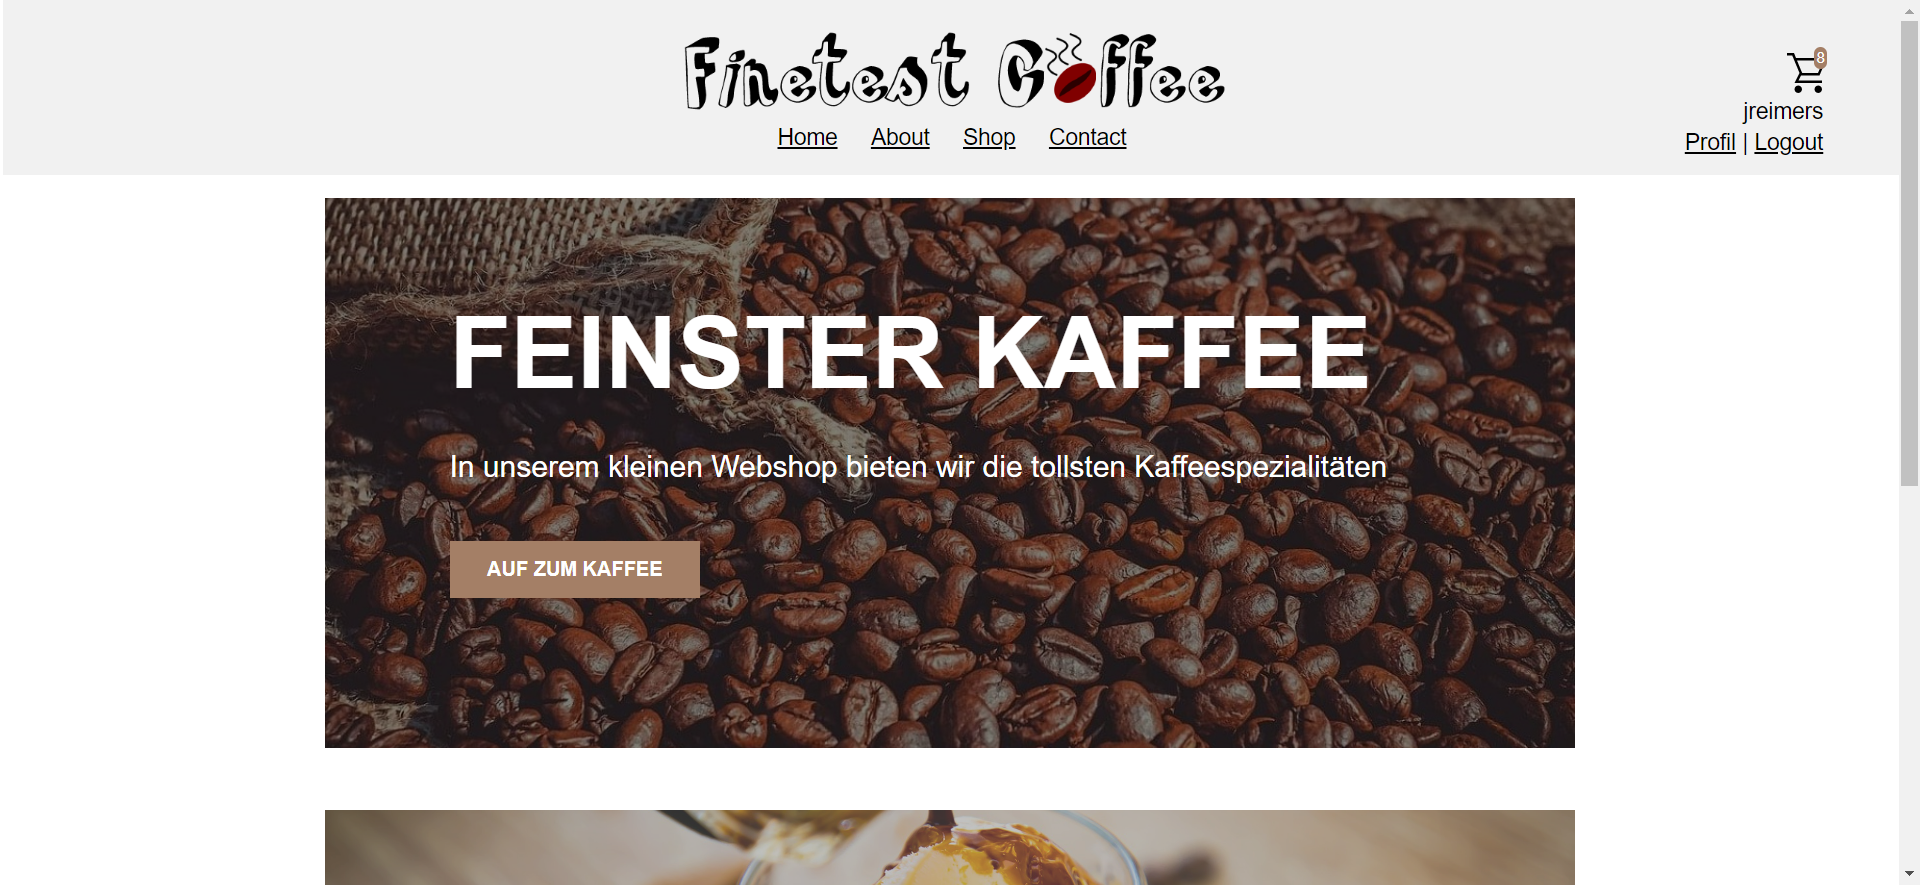 Finetest Coffee
8
jreimers
Home About Shop Contact
Profil | Logout
FEINSTER KAFFEE
In unserem kleinen Webshop bieten wir die tollsten Kaffeespezialitäten
AUF ZUM KAFFEE